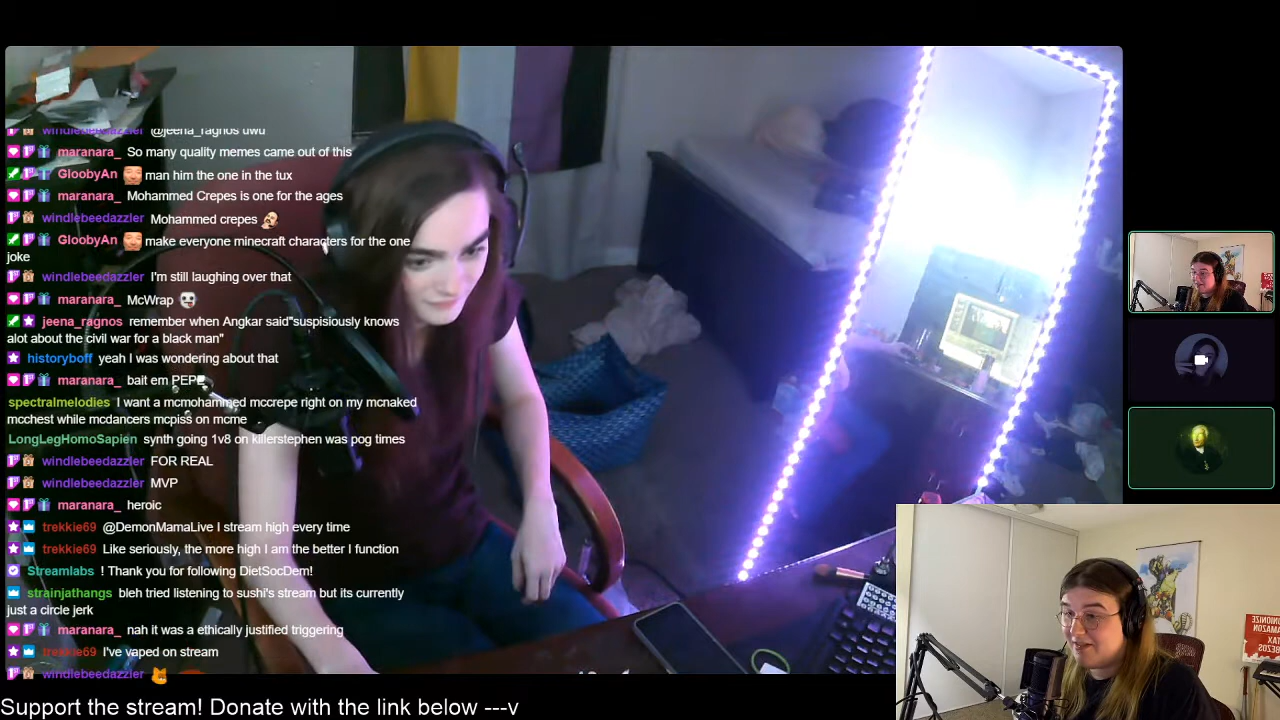 windlebeedazzler @jeena_ragnos uwu
maranara_ So many quality memes came out of this
GloobyAn man him the one in the tux
maranara_ Mohammed Crepes is one for the ages
windlebeedazzler Mohammed crepes
GloobyAn make everyone minecraft characters for the one
joke
windlebeedazzler I'm still laughing over that
maranara_ McWrap
jeena_ragnos remember when Angkar said"suspisiously knows
alot about the civil war for a black man"
historyboff yeah I was wondering about that
maranara_ bait em PEPE
spectralmelodies I want a mcmohammed mccrepe right on my mcnaked
mcchest while mcdancers mcpiss on mcme
LongLegHomoSapien synth going 1v8 on killerstephen was pog times
windlebeedazzler FOR REAL
windlebeedazzler MVP
maranara_ heroic
trekkie69 @DemonMamaLive I stream high every time
trekkie69 Like seriously, the more high I am the better I function
Streamlabs ! Thank you for following DietSocDem!
strainjathangs bleh tried listening to sushi's stream but its currently
just a circle jerk
maranara_ nah it was a ethically justified triggering
trekkie69 I've vaped on stream
windlebeedazzler
UNIONIZE
AMAZON
TAX
BEZOS
Support the stream! Donate with the link below ---v